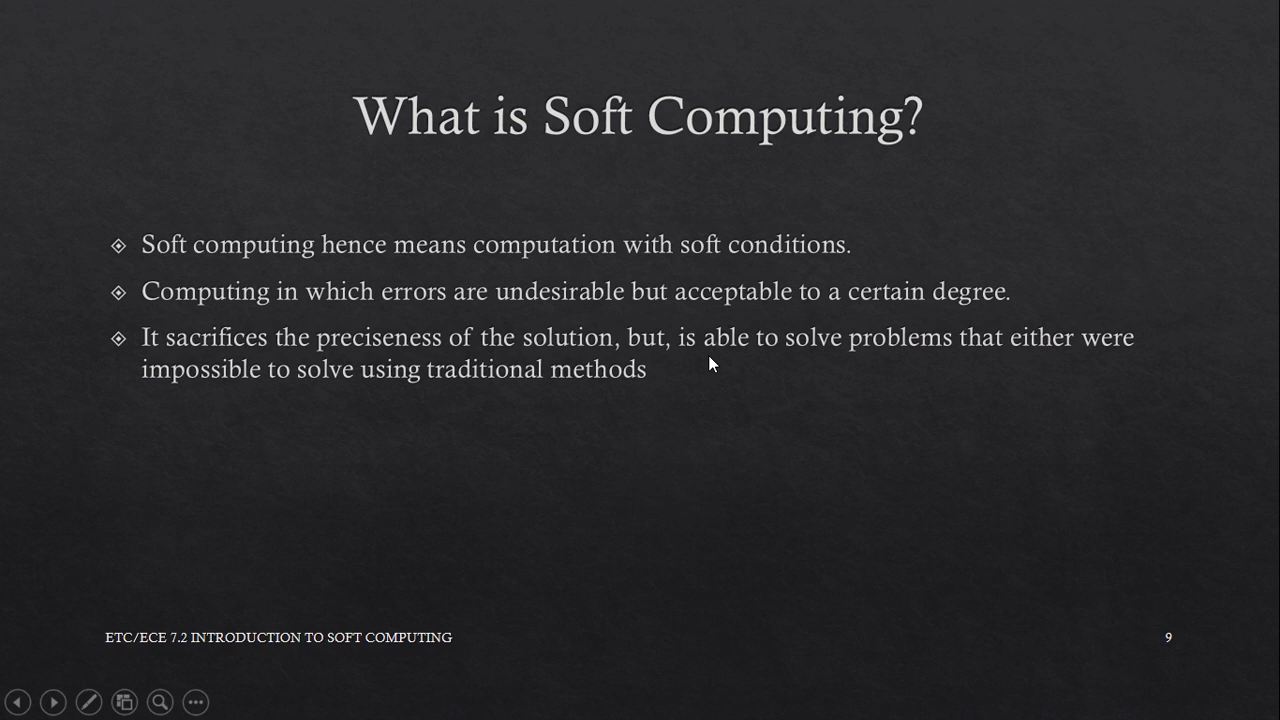 What is Soft Computing?
Soft computing hence means computation with soft conditions.
Computing in which errors are undesirable but acceptable to a certain degree.
It sacrifices the preciseness of the solution, but, is able to solve problems that either were
impossible to solve using traditional methods
ETC/ECE 7.2 INTRODUCTION TO SOFT COMPUTING
9